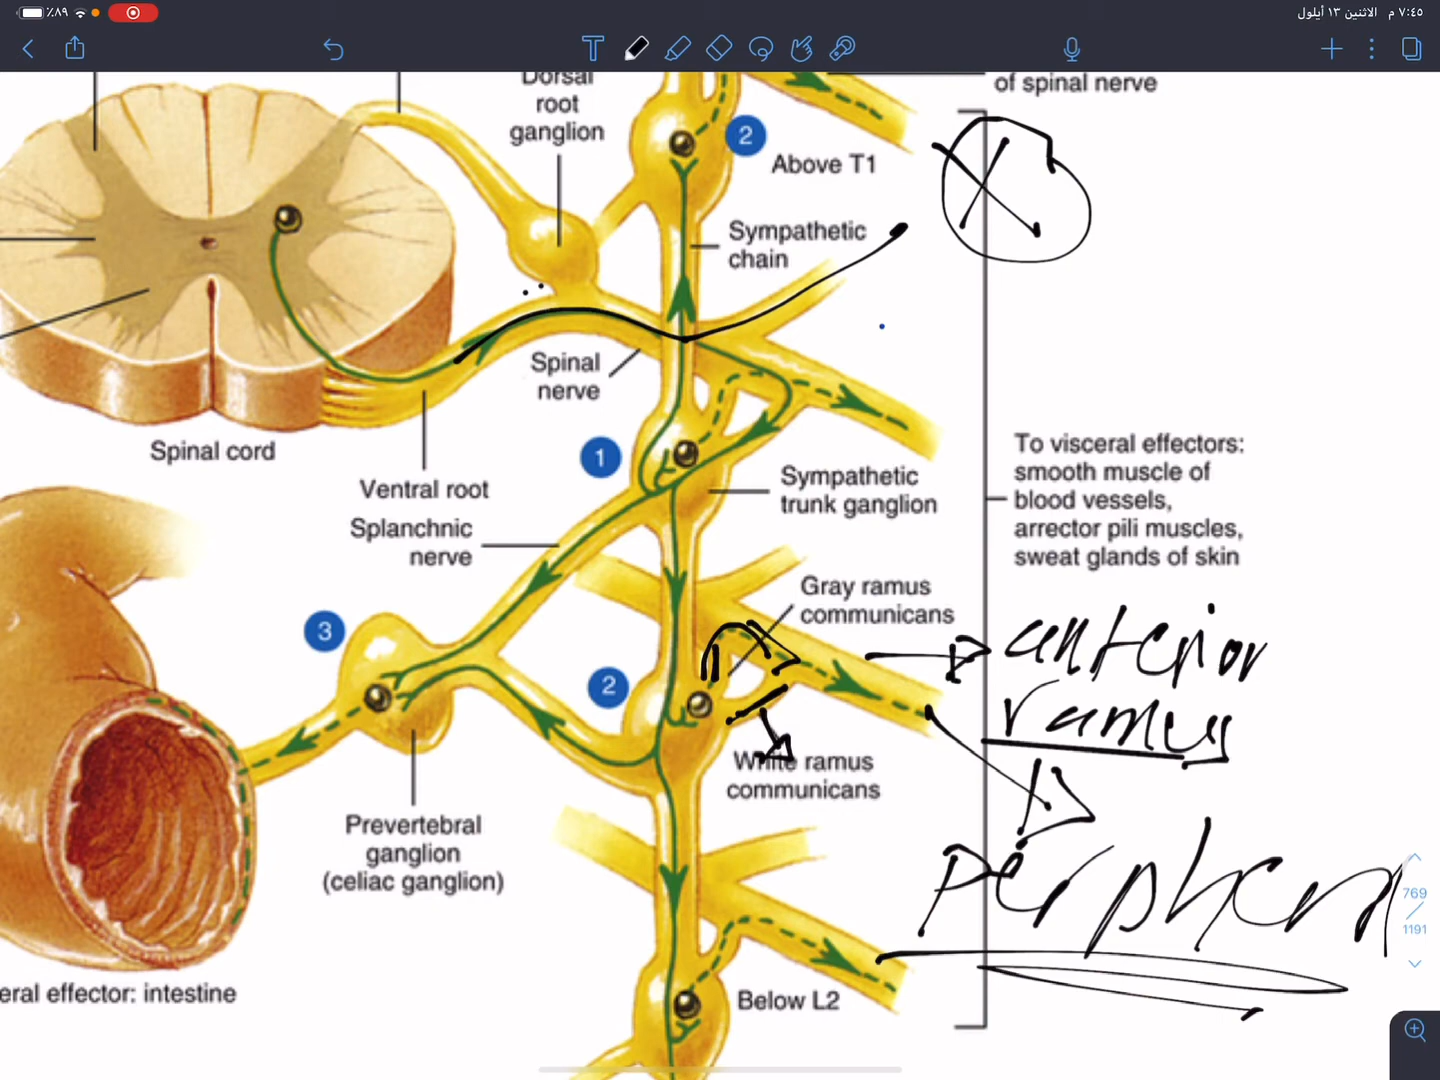 ٪٨٩
٧:٤٥ م الاثنين ١٣ أيلول
T
of spinal nerve
Dorsal
root
ganglion
2
Above T1
Sympathetic
chain
Spinal
nerve
Spinal cord
Ventral root
1
Sympathetic
trunk ganglion
To visceral effectors:
smooth muscle of
blood vessels,
arrector pili muscles,
sweat glands of skin
Splanchnic
nerve
Gray ramus
communicans
3
2
anterior
ramus
White ramus
communicans
Prevertebral
ganglion
(celiac ganglion)
769
1191
eral effector: intestine
Below L2